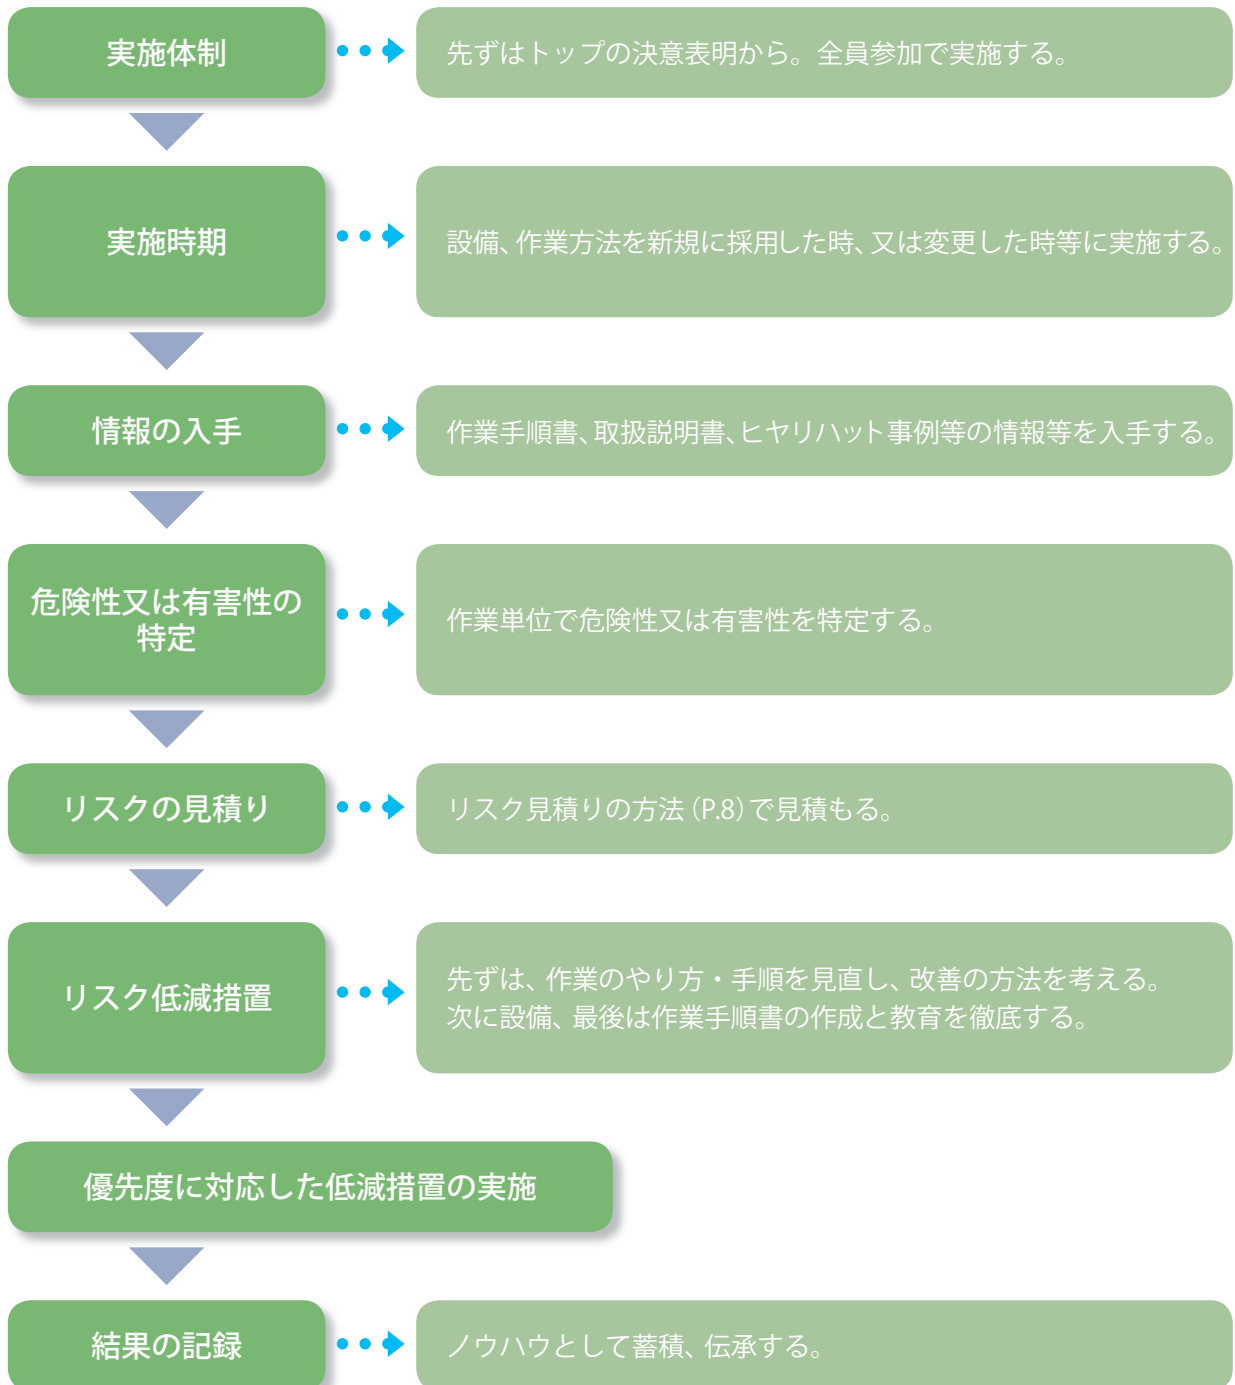 実施体制
先ずはトップの決意表明から。全員参加で実施する。
実施時期
設備、作業方法を新規に採用した時、又は変更した時等に実施する。
情報の入手
作業手順書、取扱説明書、ヒヤリハット事例等の情報等を入手する。
危険性又は有害性の
特定
作業単位で危険性又は有害性を特定する。
リスクの見積り
リスク見積りの方法（P.8）で見積もる。
リスク低減措置
先ずは、作業のやり方・手順を見直し、改善の方法を考える。
次に設備、最後は作業手順書の作成と教育を徹底する。
優先度に対応した低減措置の実施
結果の記録
ノウハウとして蓄積、伝承する。